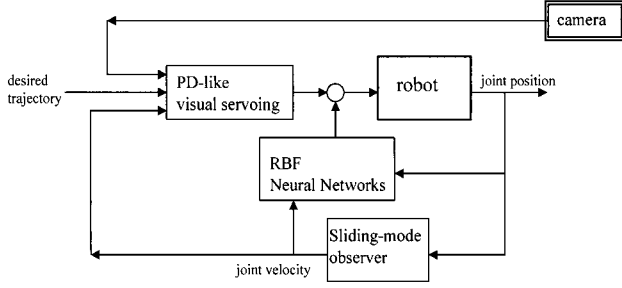 camera
desired
trajectory
PD-like
visual servoing
robot
joint position
RBF
Neural Networks
Sliding-mode
observer
joint velocity